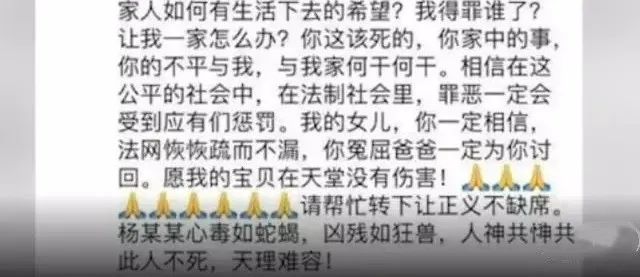 家人如何有生活下去的希望？我得罪谁了？
让我一家怎么办？你这该死的，你家中的事，
你的不平与我，与我家何干何干。相信在这
公平的社会中，在法制社会里，罪恶一定会
受到应有们惩罚。我的女儿，你一定相信，
法网恢恢疏而不漏，你冤屈爸爸一定为你讨
回。愿我的宝贝在天堂没有伤害！🙏🙏🙏
🙏🙏🙏🙏🙏🙏请帮忙转下让正义不缺席。
杨某某心毒如蛇蝎，凶残如狂兽，人神共愤共
此人不死，天理难容！